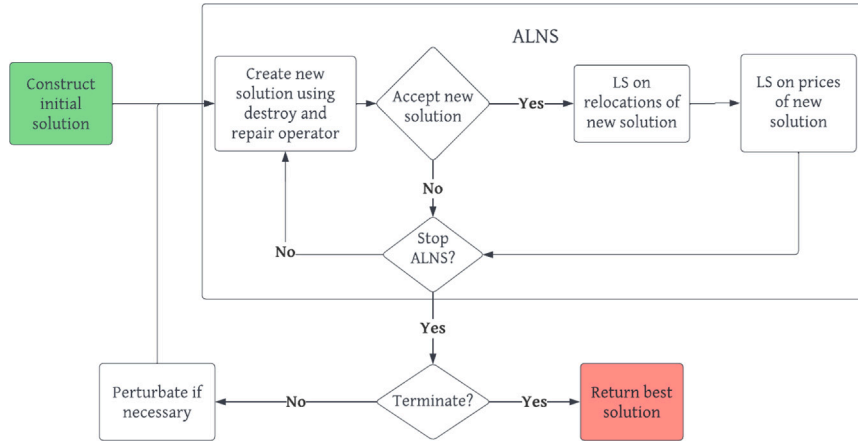 ALNS
Construct
initial
solution
Create new
solution using
destroy and
repair operator
Accept new
solution
Yes
LS on
relocations of
new solution
LS on prices
of new
solution
No
No
Stop
ALNS?
Yes
Perturbate if
necessary
No
Terminate?
Yes
Return best
solution